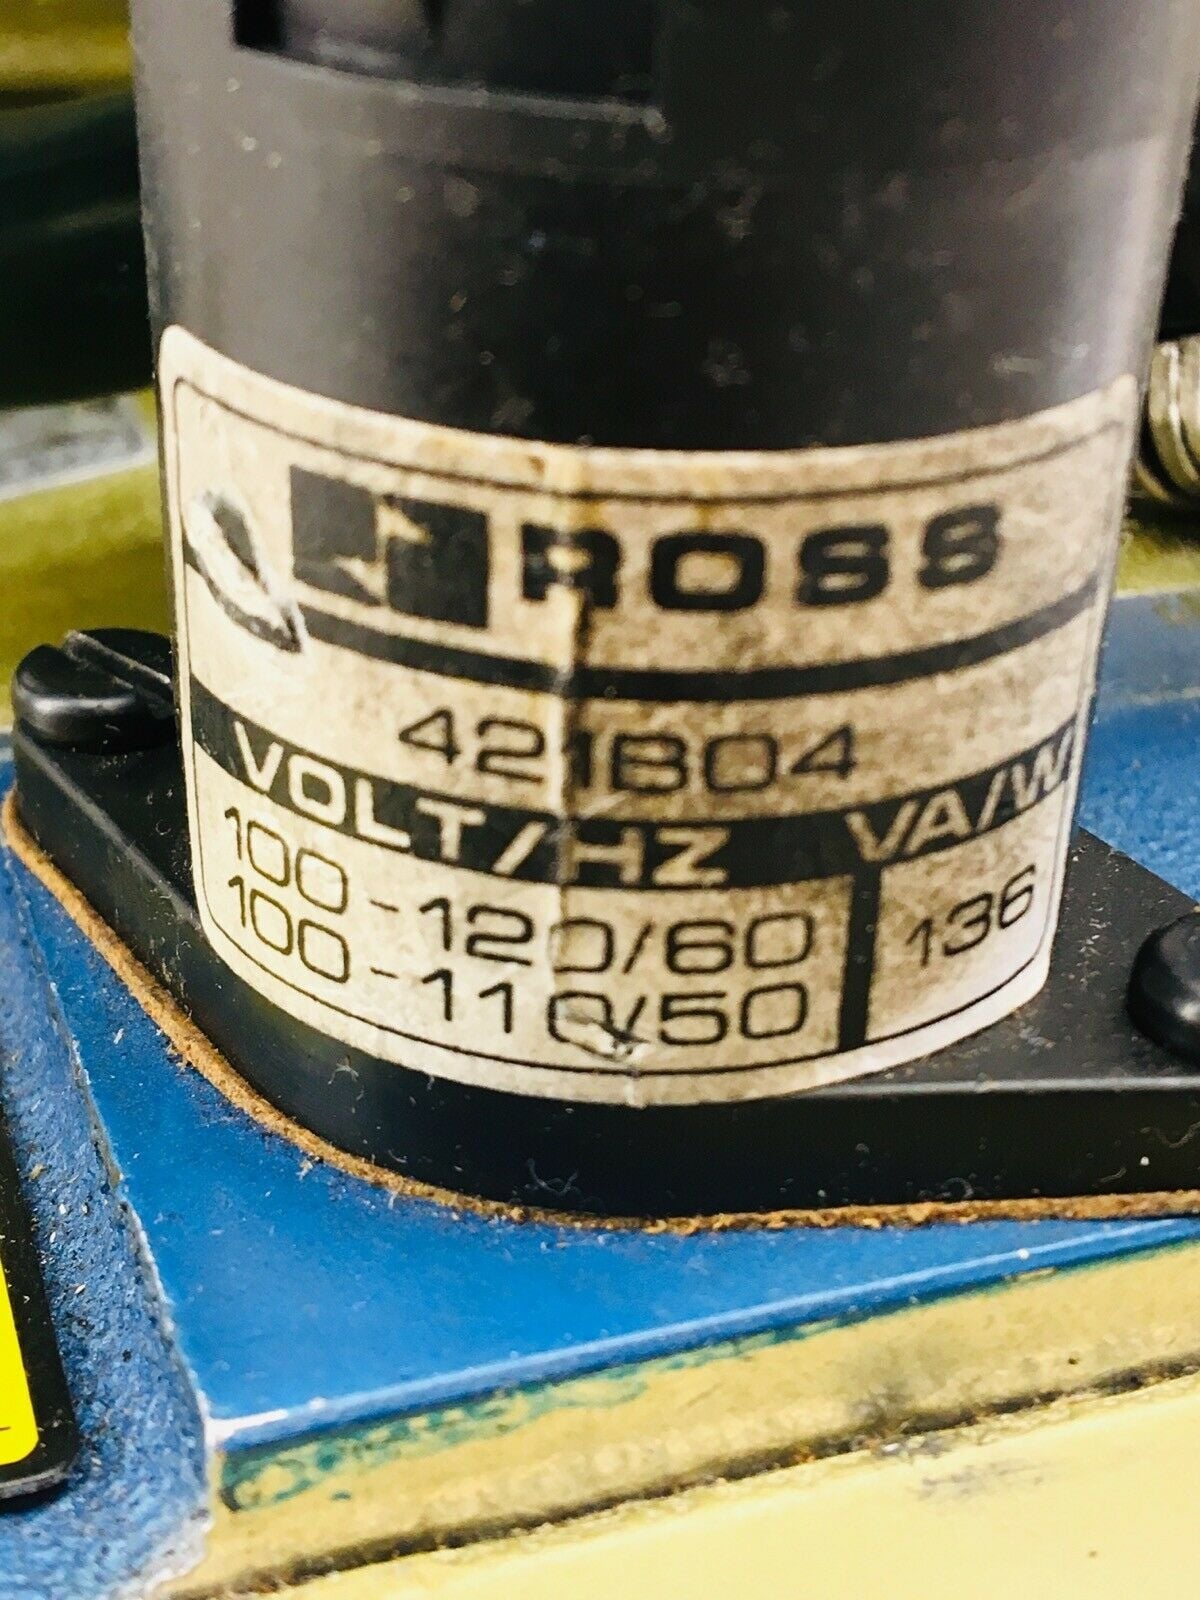 ROSS
421B04
VOLT/HZ VA/W
100-120/60 136
100-110/50